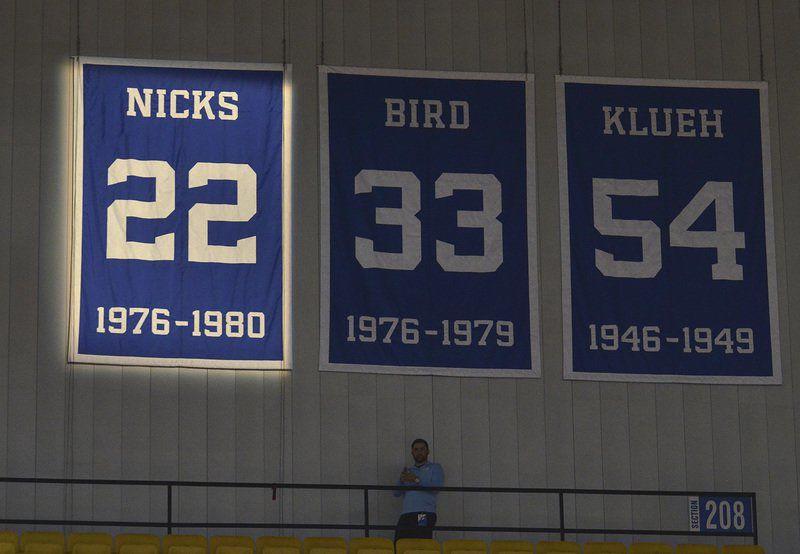 NICKS
22
1976-1980
BIRD
33
1976-1979
KLUEH
54
1946-1949
SECTION 208